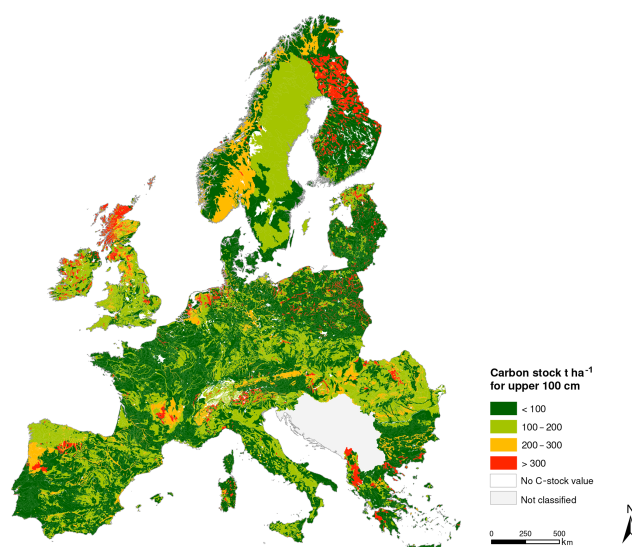 Carbon stock t ha⁻¹
for upper 100 cm
< 100
100 – 200
200 – 300
> 300
No C-stock value
Not classified
0 250 500
km
N